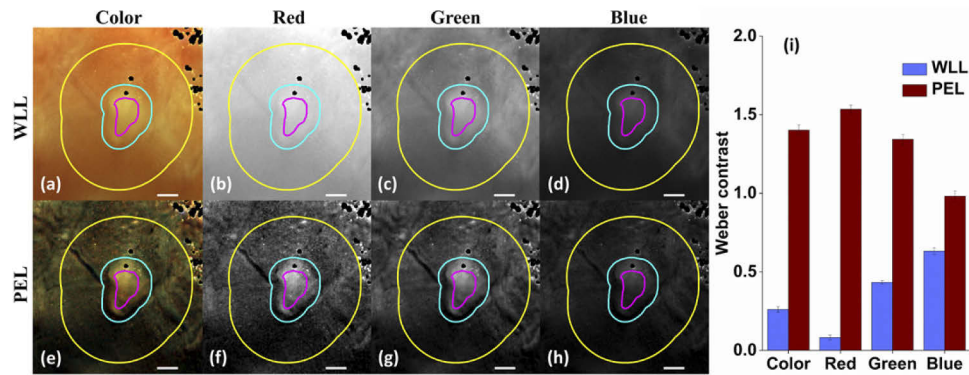 Color Red Green Blue
WLL
(a) (b) (c) (d)
PEL
(e) (f) (g) (h)
(i)
WLL
PEL
Weber contrast
2.0
1.5
1.0
0.5
0.0
Color Red Green Blue